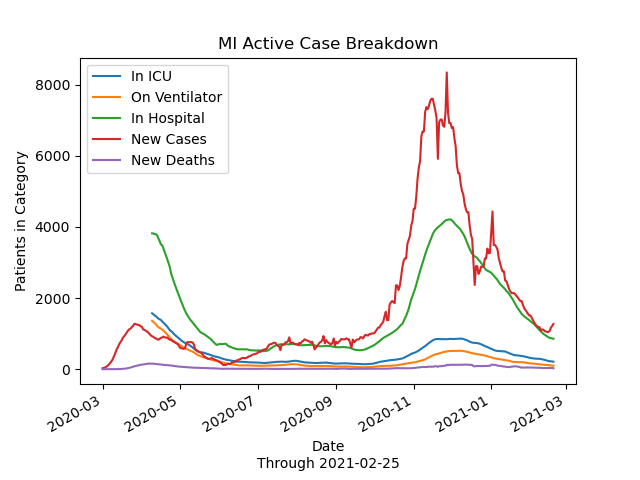 MI Active Case Breakdown
In ICU
On Ventilator
In Hospital
New Cases
New Deaths
Patients in Category
8000
6000
4000
2000
0
2020-03
2020-05
2020-07
2020-09
2020-11
2021-01
2021-03
Date
Through 2021-02-25